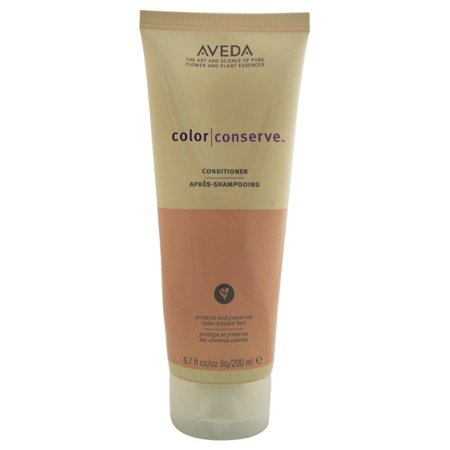 AVEDA
THE ART AND SCIENCE OF PURE
FLOWER AND PLANT ESSENCES
color|conserve™
CONDITIONER
APRÈS-SHAMPOOING
protects and preserves
color-treated hair
protège et préserve
les cheveux colorés
6.7 fl oz/oz liq/200 ml ℮